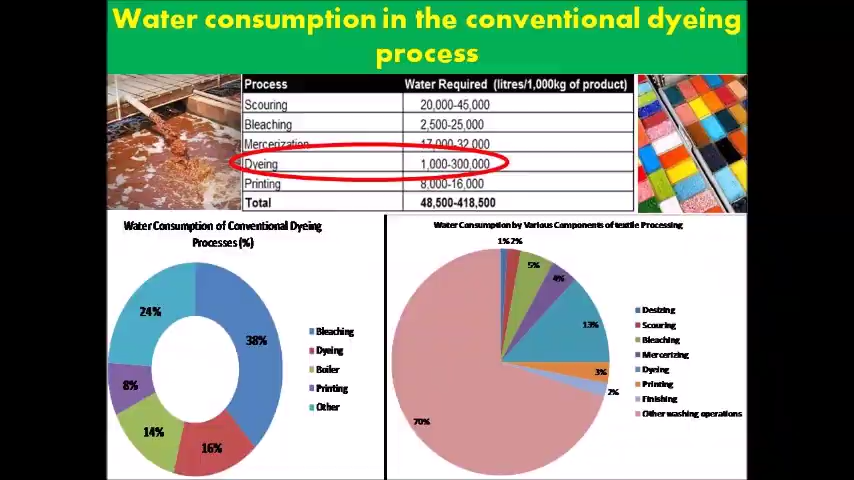 Water consumption in the conventional dyeing
process
Process Water Required (litres/1,000kg of product)
Scouring 20,000-45,000
Bleaching 2,500-25,000
Mercerization 17,000-32,000
Dyeing 1,000-300,000
Printing 8,000-16,000
Total 48,500-418,500
Water Consumption of Conventional Dyeing
Processes (%)
24%
38%
8%
14%
16%
Bleaching
Dyeing
Boiler
Printing
Other
Water Consumption by Various Components of textile Processing
1% 2%
5%
4%
13%
3%
2%
70%
Desizing
Scouring
Bleaching
Mercerizing
Dyeing
Printing
Finishing
Other washing operations